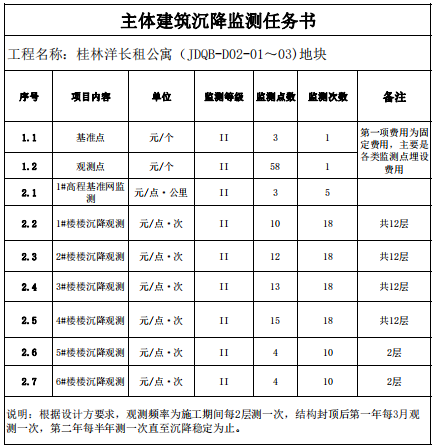 主体建筑沉降监测任务书
工程名称：桂林洋长租公寓（JDQB-D02-01～03)地块
序号 项目内容 单位 监测等级 监测点数 监测次数 备注
1.1 基准点 元/个 II 3 1 第一项费用为固定费用，主要是各类监测点埋设费用
1.2 观测点 元/个 II 58 1
2.1 1#高程基准网监测 元/点·公里 II 3 5
2.2 1#楼楼沉降观测 元/点·次 II 10 18 共12层
2.3 2#楼楼沉降观测 元/点·次 II 12 18 共12层
2.4 3#楼楼沉降观测 元/点·次 II 13 18 共12层
2.5 4#楼楼沉降观测 元/点·次 II 15 18 共12层
2.6 5#楼楼沉降观测 元/点·次 II 4 10 2层
2.7 6#楼楼沉降观测 元/点·次 II 4 10 2层
说明：根据设计方要求，观测频率为施工期间每2层测一次，结构封顶后第一年每3月观
测一次，第二年每半年测一次直至沉降稳定为止。